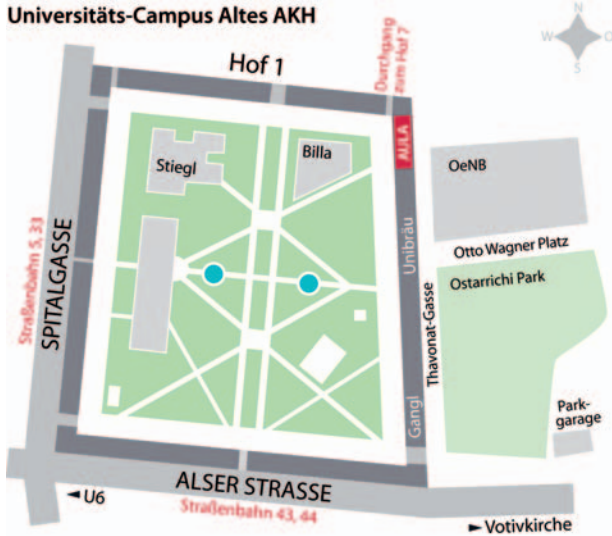 Universitäts-Campus Altes AKH
N
W
O
S
Hof 1
Durchgang
zum Hof 7
AULA
Stiegl
Billa
OeNB
Unibräu
Otto Wagner Platz
Ostarrichi Park
Straßenbahn 5, 33
SPITALGASSE
Thavonat-Gasse
Gangl
Park-
garage
ALSER STRASSE
U6
Straßenbahn 43, 44
Votivkirche